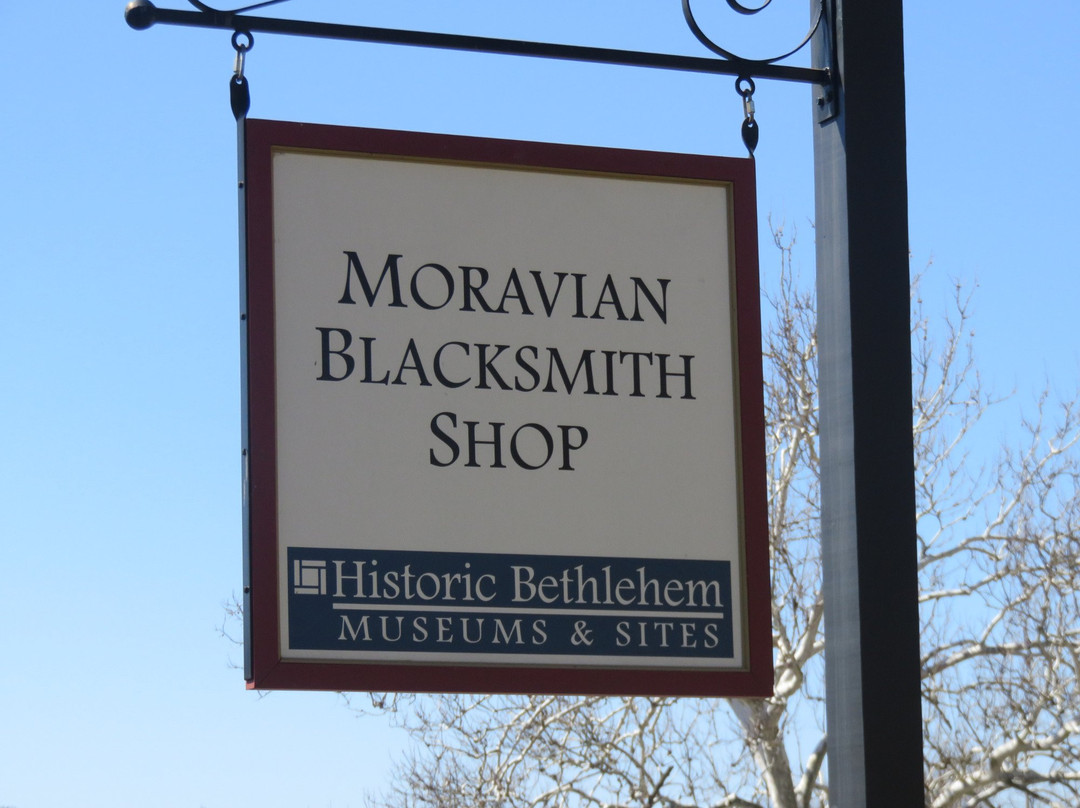 MORAVIAN
BLACKSMITH
SHOP
Historic Bethlehem
MUSEUMS & SITES